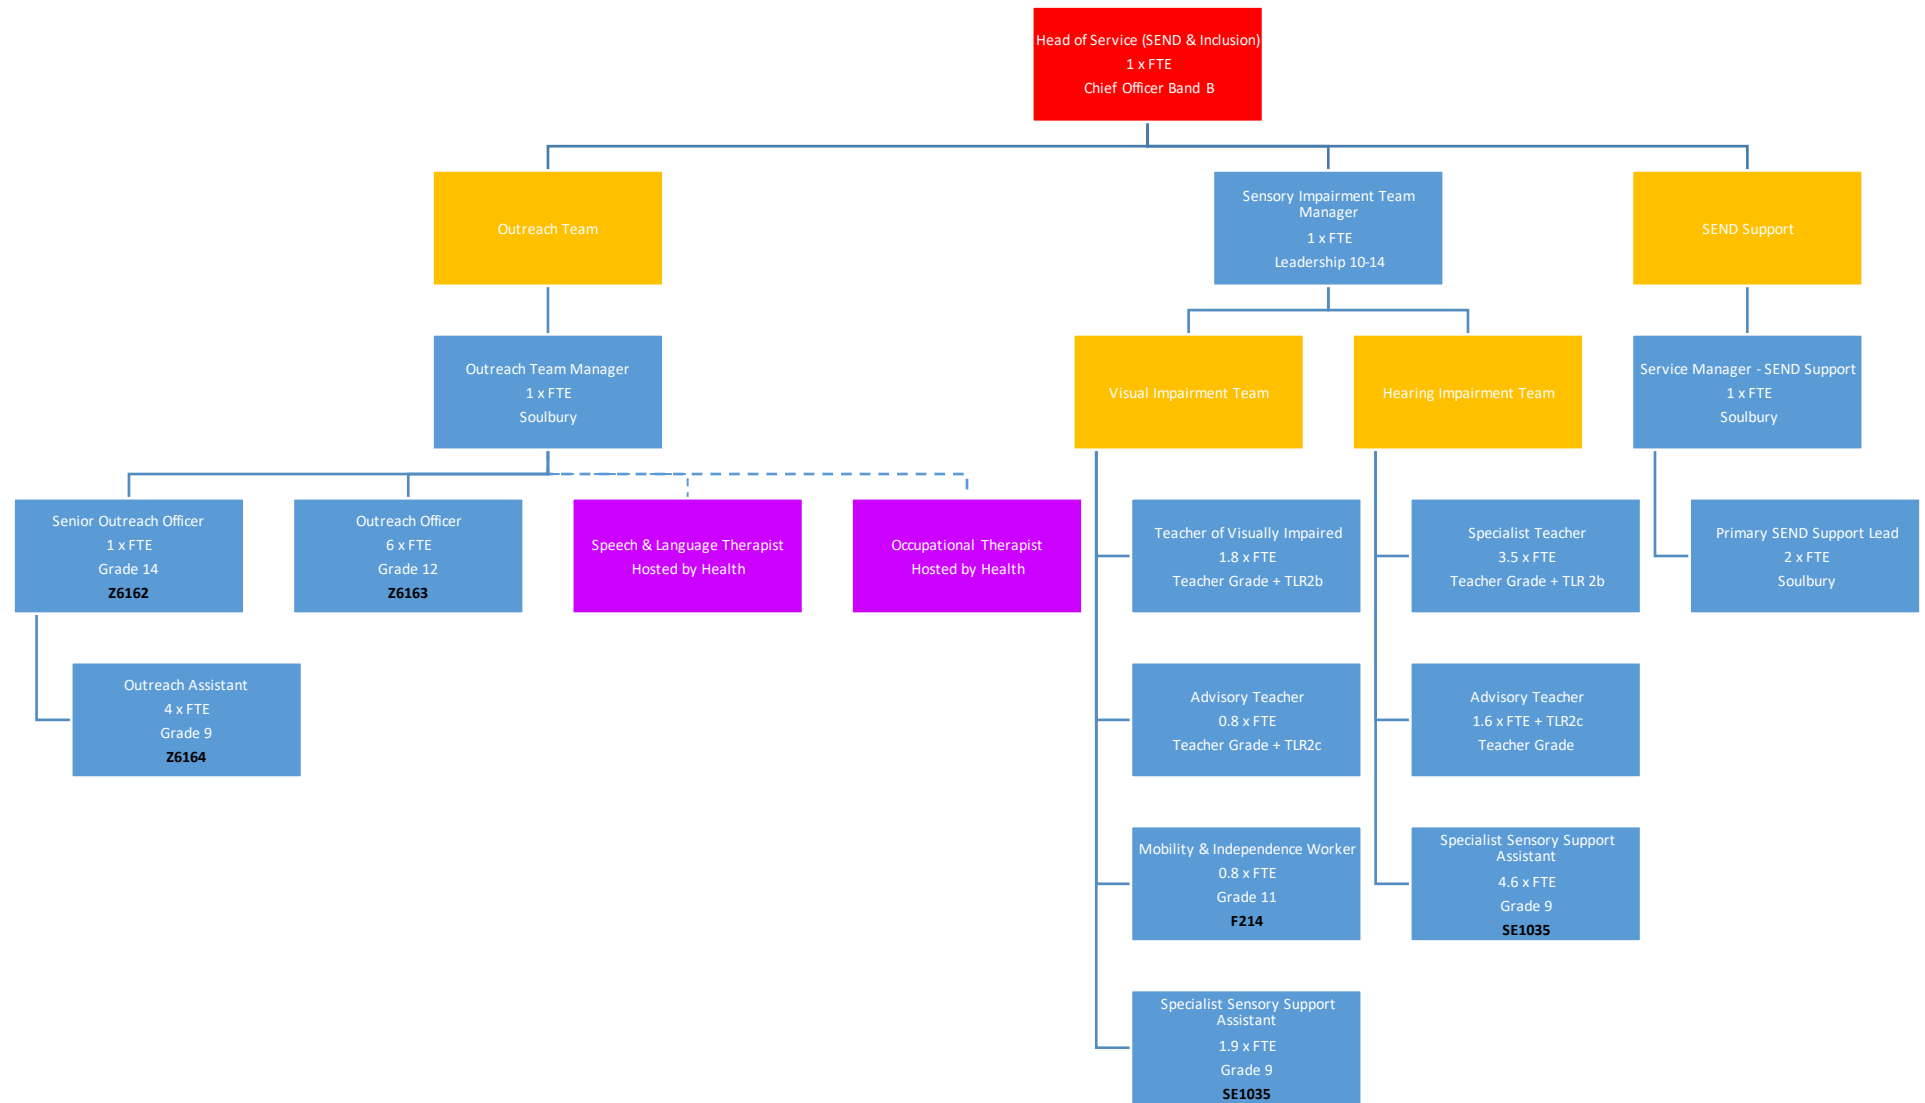 Head of Service (SEND & Inclusion)
1 x FTE
Chief Officer Band B
Outreach Team
Sensory Impairment Team
Manager
1 x FTE
Leadership 10-14
SEND Support
Outreach Team Manager
1 x FTE
Soulbury
Visual Impairment Team
Hearing Impairment Team
Service Manager - SEND Support
1 x FTE
Soulbury
Senior Outreach Officer
1 x FTE
Grade 14
Z6162
Outreach Officer
6 x FTE
Grade 12
Z6163
Speech & Language Therapist
Hosted by Health
Occupational Therapist
Hosted by Health
Teacher of Visually Impaired
1.8 x FTE
Teacher Grade + TLR2b
Specialist Teacher
3.5 x FTE
Teacher Grade + TLR 2b
Primary SEND Support Lead
2 x FTE
Soulbury
Outreach Assistant
4 x FTE
Grade 9
Z6164
Advisory Teacher
0.8 x FTE
Teacher Grade + TLR2c
Advisory Teacher
1.6 x FTE + TLR2c
Teacher Grade
Mobility & Independence Worker
0.8 x FTE
Grade 11
F214
Specialist Sensory Support
Assistant
4.6 x FTE
Grade 9
SE1035
Specialist Sensory Support
Assistant
1.9 x FTE
Grade 9
SE1035